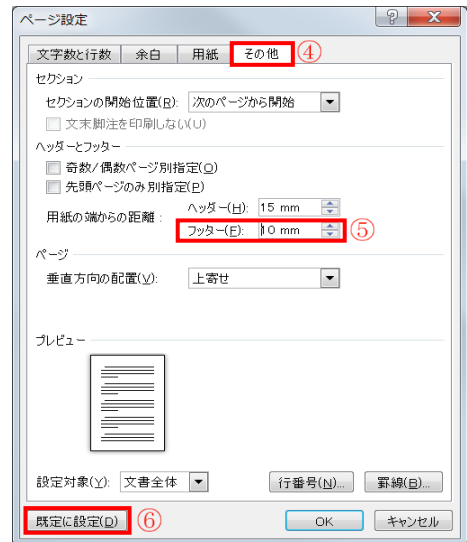 ページ設定
文字数と行数 余白 用紙 その他 ④
セクション
セクションの開始位置(R): 次のページから開始
文末脚注を印刷しない(U)
ヘッダーとフッター
奇数/偶数ページ別指定(O)
先頭ページのみ別指定(P)
用紙の端からの距離: ヘッダー(H): 15 mm
フッター(F): 10 mm ⑤
ページ
垂直方向の配置(V): 上寄せ
プレビュー
設定対象(Y): 文書全体 行番号(N)... 罫線(B)...
既定に設定(D) ⑥ OK キャンセル